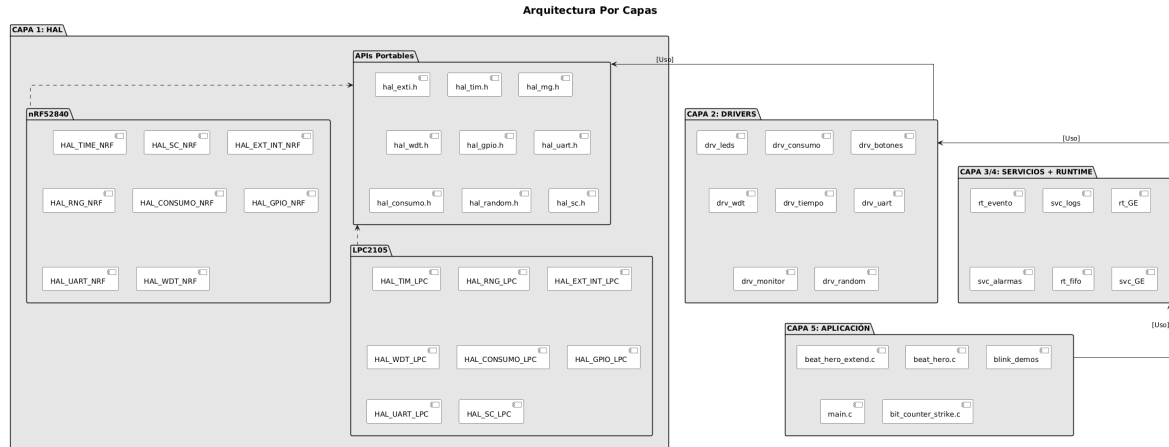 Arquitectura Por Capas
CAPA 1: HAL
APIs Portables
hal_exti.h
hal_tim.h
hal_mg.h
hal_wdt.h
hal_gpio.h
hal_uart.h
hal_consumo.h
hal_random.h
hal_sc.h
nRF52840
HAL_TIME_NRF
HAL_SC_NRF
HAL_EXT_INT_NRF
HAL_RNG_NRF
HAL_CONSUMO_NRF
HAL_GPIO_NRF
HAL_UART_NRF
HAL_WDT_NRF
LPC2105
HAL_TIM_LPC
HAL_RNG_LPC
HAL_EXT_INT_LPC
HAL_WDT_LPC
HAL_CONSUMO_LPC
HAL_GPIO_LPC
HAL_UART_LPC
HAL_SC_LPC
[Uso]
CAPA 2: DRIVERS
drv_leds
drv_consumo
drv_botones
drv_wdt
drv_tiempo
drv_uart
drv_monitor
drv_random
[Uso]
CAPA 3/4: SERVICIOS + RUNTIME
rt_evento
svc_logs
rt_GE
svc_alarmas
rt_fifo
svc_GE
[Uso]
CAPA 5: APLICACIÓN
beat_hero_extend.c
beat_hero.c
blink_demos
main.c
bit_counter_strike.c